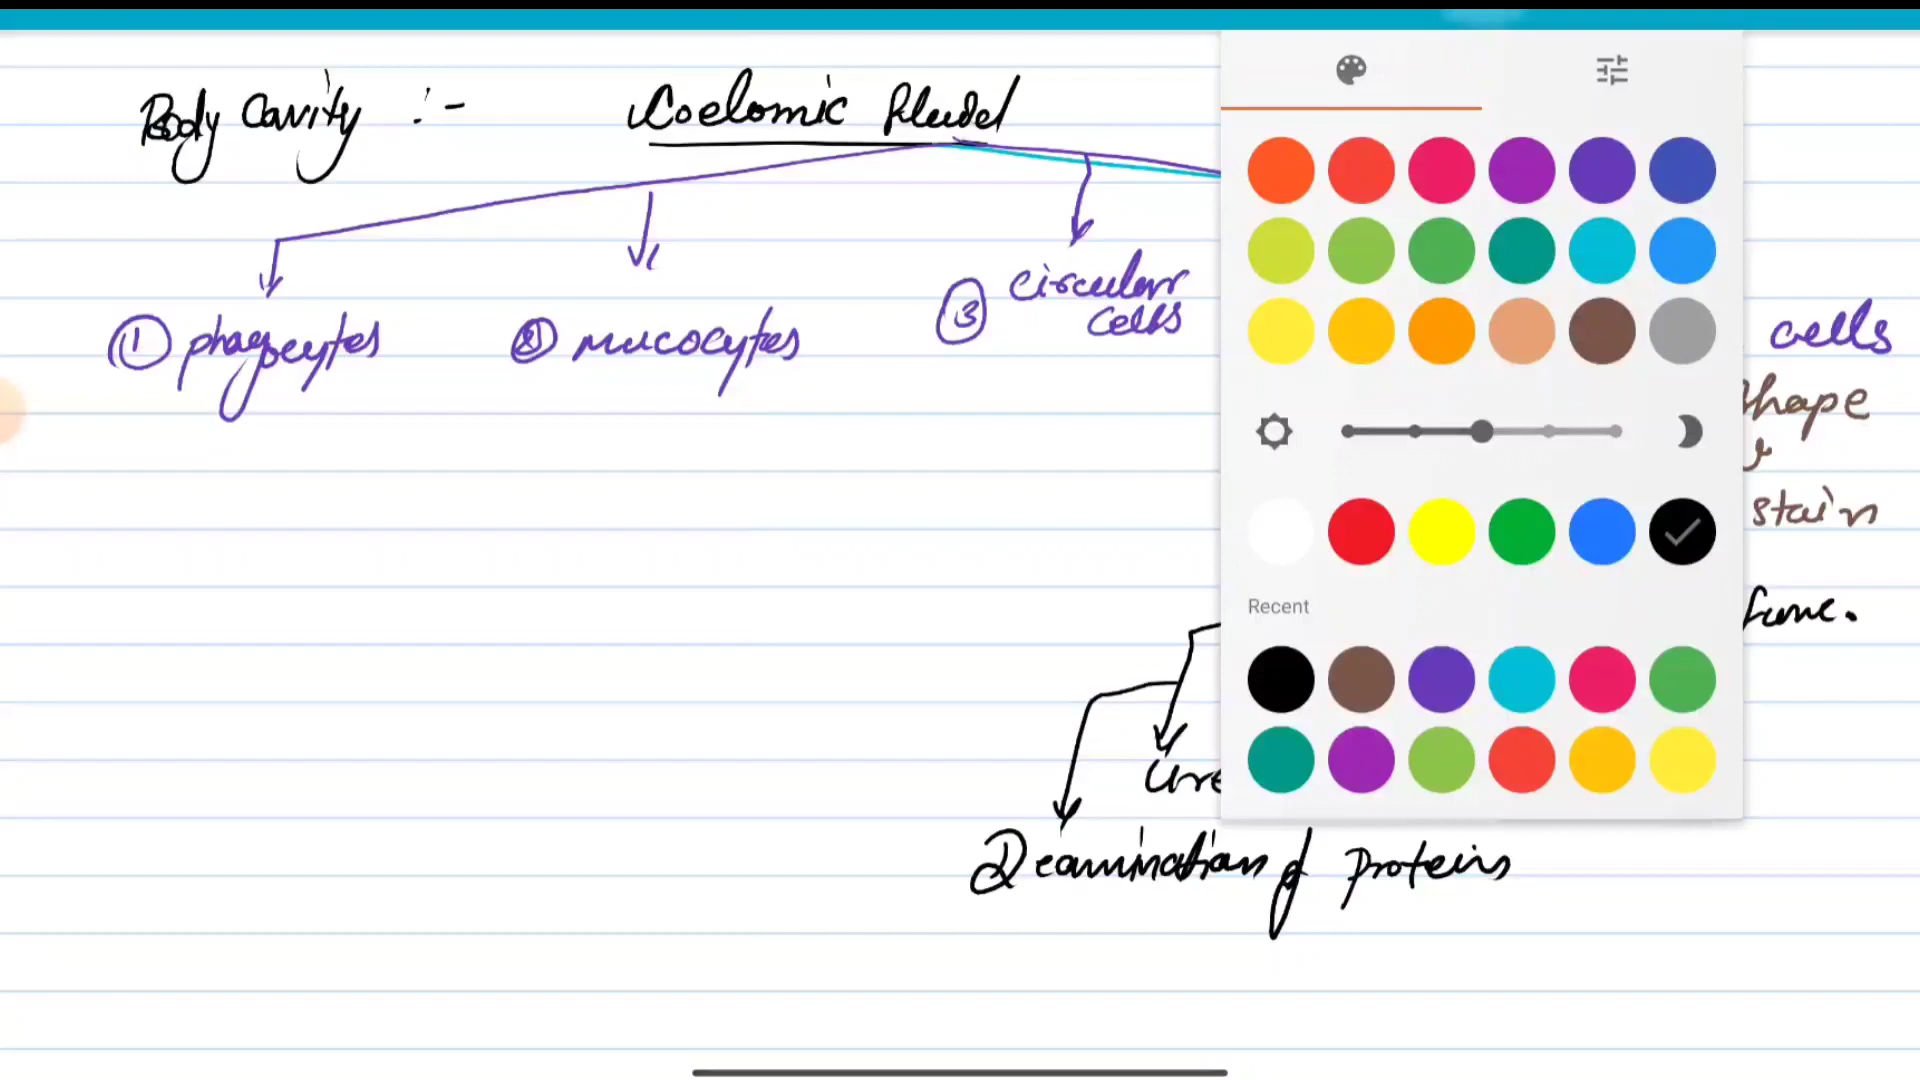 Body Cavity :- Coelomic fluid
① phagocytes ② mucocytes ③ circular cells
cells
shape
&
stain
Recent
func.
Ure
Deamination of Proteins